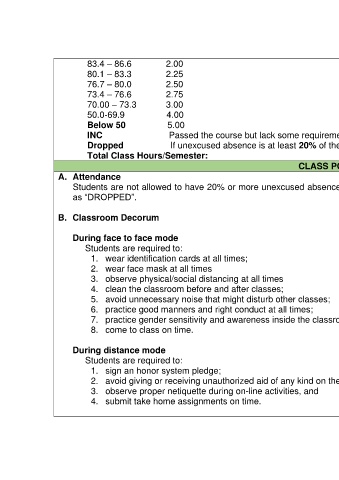 83.4 – 86.6 2.00
80.1 – 83.3 2.25
76.7 – 80.0 2.50
73.4 – 76.6 2.75
70.00 – 73.3 3.00
50.0-69.9 4.00
Below 50 5.00
INC Passed the course but lack some requireme
Dropped If unexcused absence is at least 20% of the
Total Class Hours/Semester:
CLASS PO
A. Attendance
Students are not allowed to have 20% or more unexcused absence
as “DROPPED”.
B. Classroom Decorum
During face to face mode
Students are required to:
1. wear identification cards at all times;
2. wear face mask at all times
3. observe physical/social distancing at all times
4. clean the classroom before and after classes;
5. avoid unnecessary noise that might disturb other classes;
6. practice good manners and right conduct at all times;
7. practice gender sensitivity and awareness inside the classro
8. come to class on time.
During distance mode
Students are required to:
1. sign an honor system pledge;
2. avoid giving or receiving unauthorized aid of any kind on the
3. observe proper netiquette during on-line activities, and
4. submit take home assignments on time.